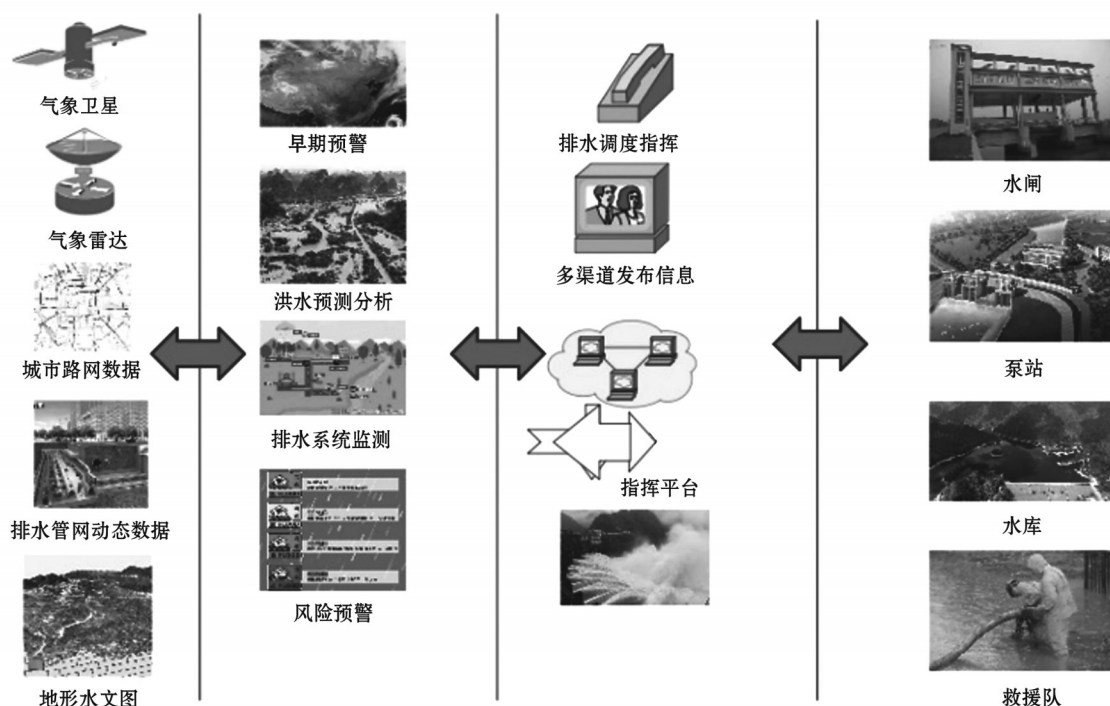 气象卫星
气象雷达
城市路网数据
排水管网动态数据
地形水文图
早期预警
洪水预测分析
排水系统监测
风险预警
排水调度指挥
多渠道发布信息
指挥平台
水闸
泵站
水库
救援队